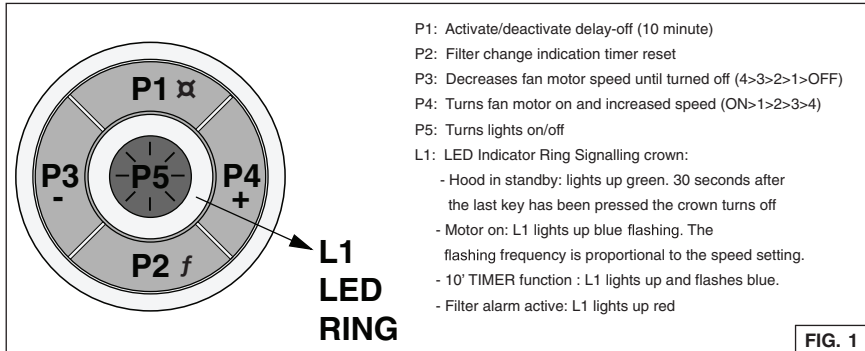 P1 ¤
P3
-
P5
P4
+
P2 ƒ
L1
LED
RING
P1: Activate/deactivate delay-off (10 minute)
P2: Filter change indication timer reset
P3: Decreases fan motor speed until turned off (4>3>2>1>OFF)
P4: Turns fan motor on and increased speed (ON>1>2>3>4)
P5: Turns lights on/off
L1: LED Indicator Ring Signalling crown:
- Hood in standby: lights up green. 30 seconds after
the last key has been pressed the crown turns off
- Motor on: L1 lights up blue flashing. The
flashing frequency is proportional to the speed setting.
- 10' TIMER function : L1 lights up and flashes blue.
- Filter alarm active: L1 lights up red
FIG. 1